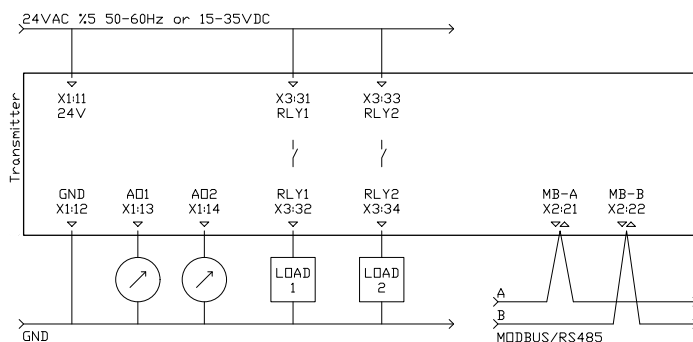 24VAC %5 50-60Hz or 15-35VDC
Transmitter
X1:11 X3:31 X3:33
24V RLY1 RLY2
GND AO1 AO2 RLY1 RLY2 MB-A MB-B
X1:12 X1:13 X1:14 X3:32 X3:34 X2:21 X2:22
LOAD LOAD
1 2
A
B
GND MODBUS/RS485